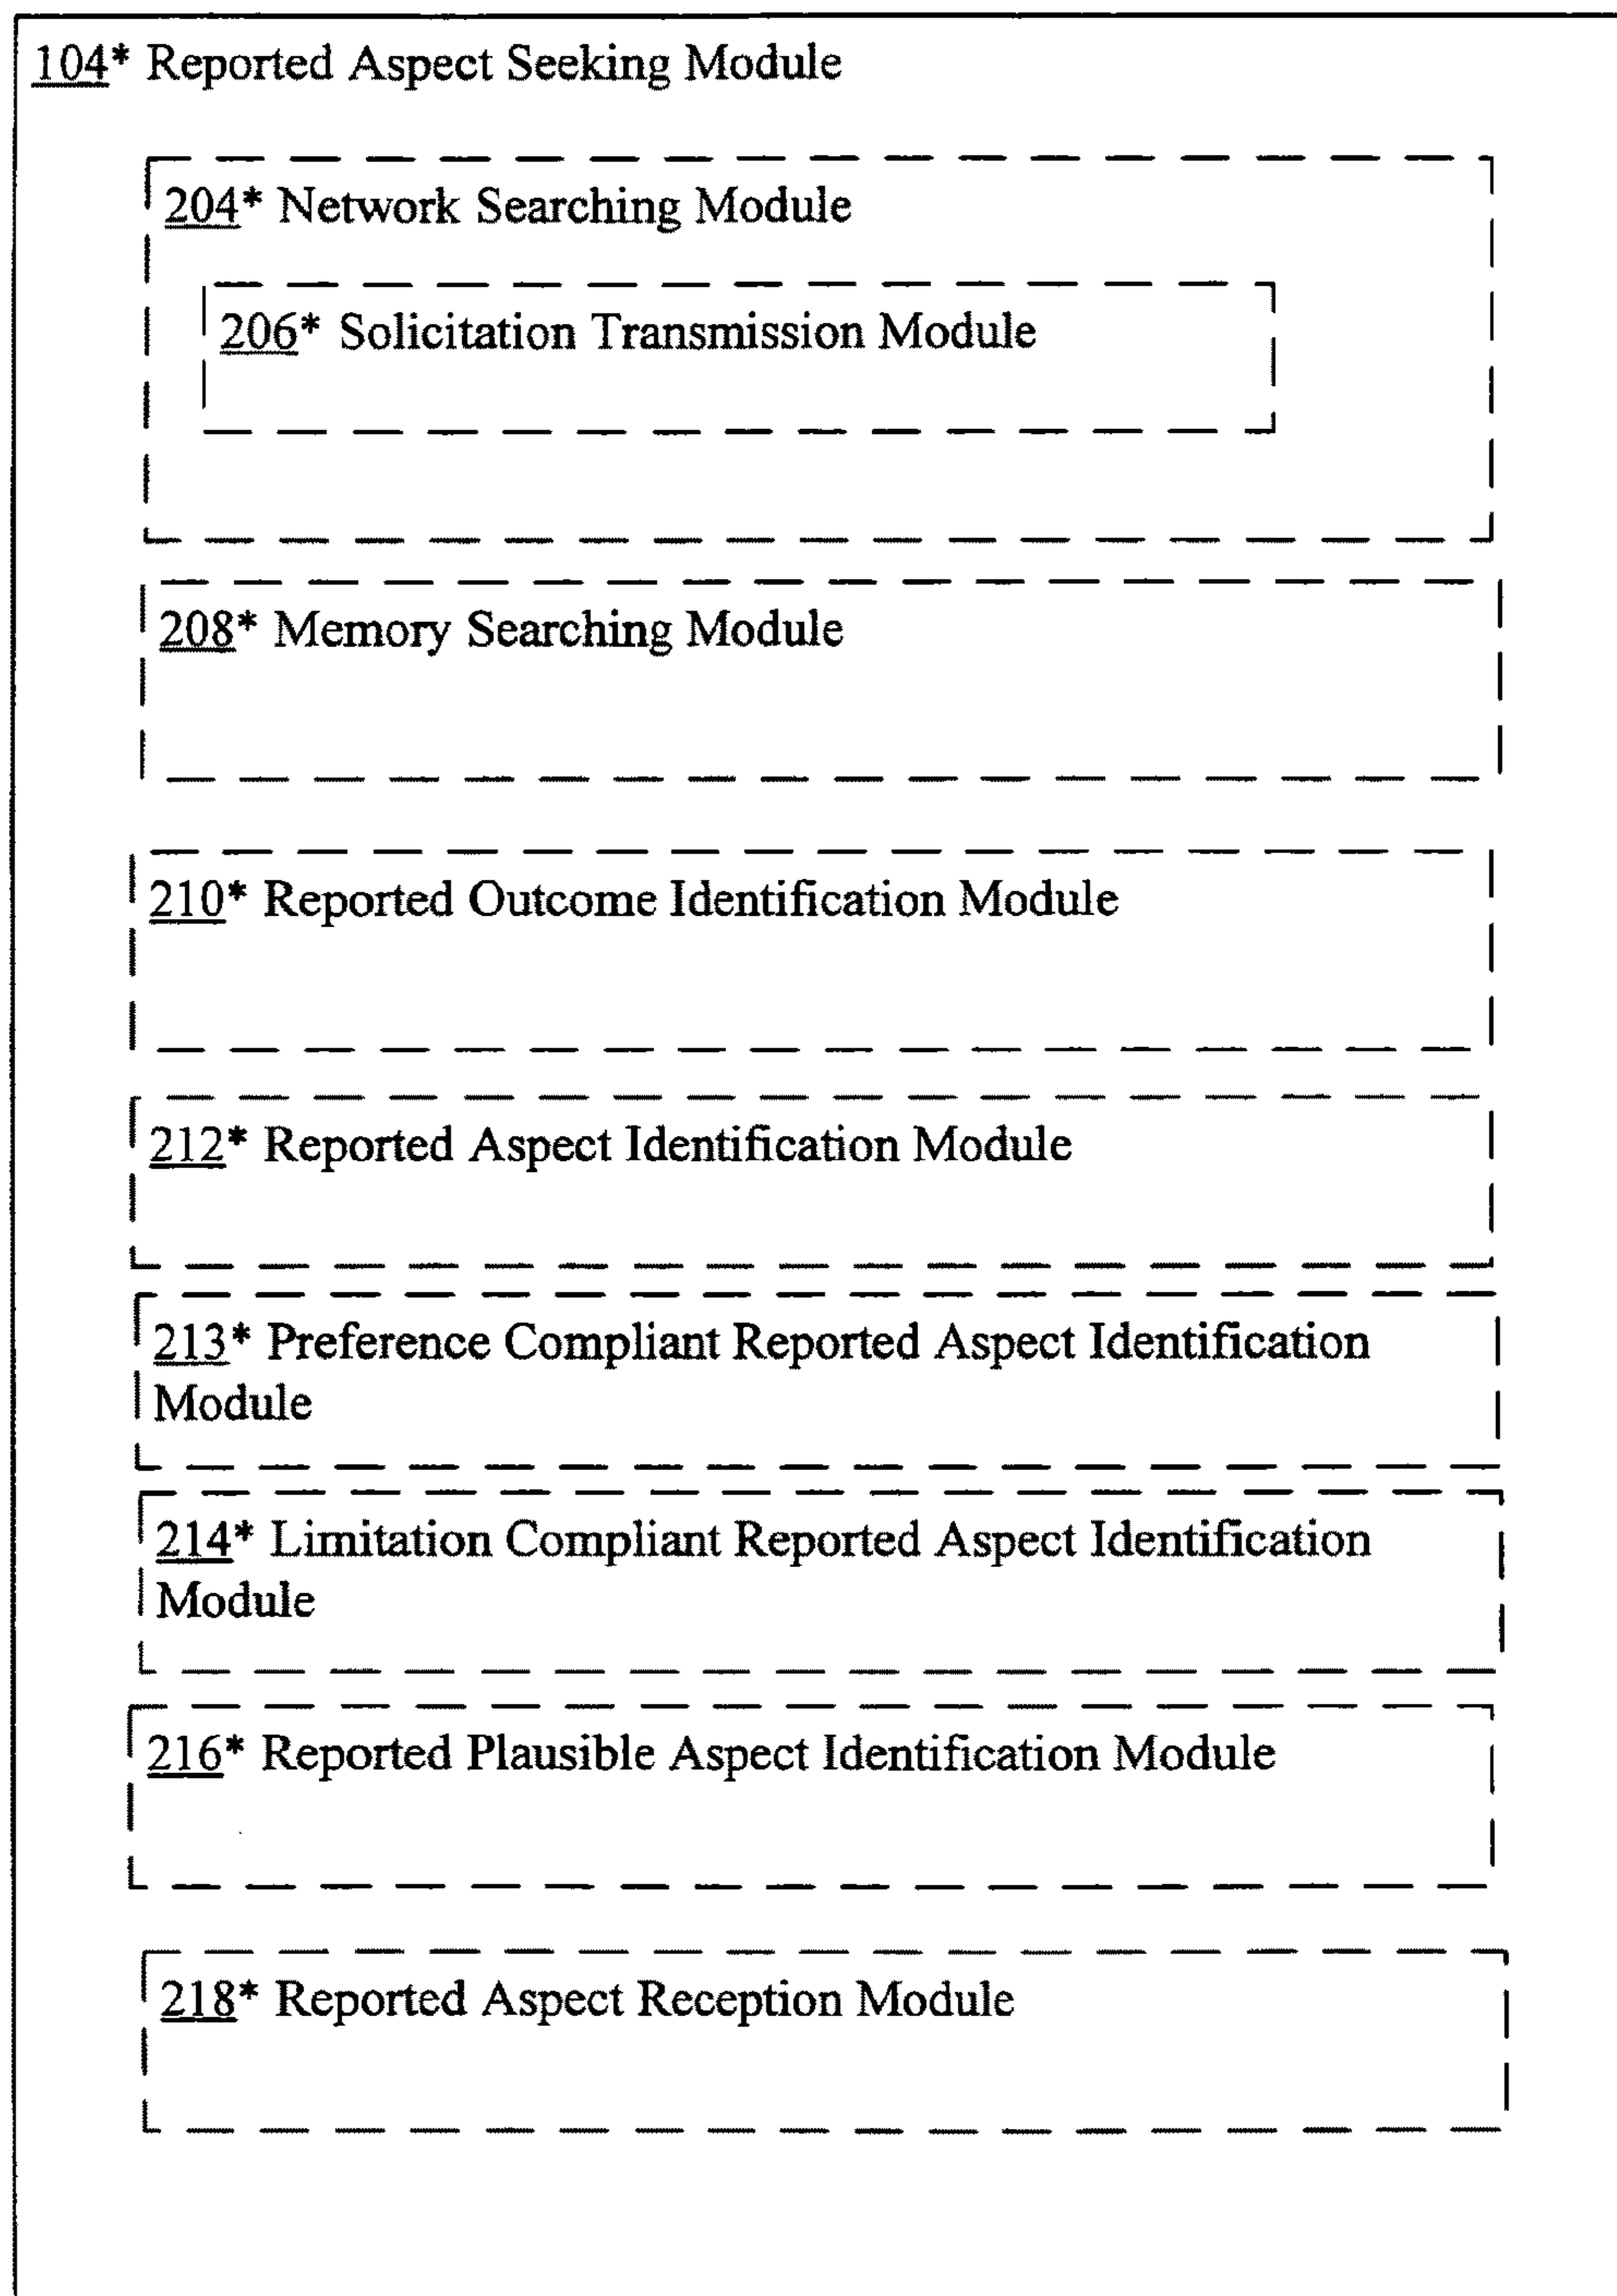 104* Reported Aspect Seeking Module
204* Network Searching Module
206* Solicitation Transmission Module
208* Memory Searching Module
210* Reported Outcome Identification Module
212* Reported Aspect Identification Module
213* Preference Compliant Reported Aspect Identification
Module
214* Limitation Compliant Reported Aspect Identification
Module
216* Reported Plausible Aspect Identification Module
218* Reported Aspect Reception Module